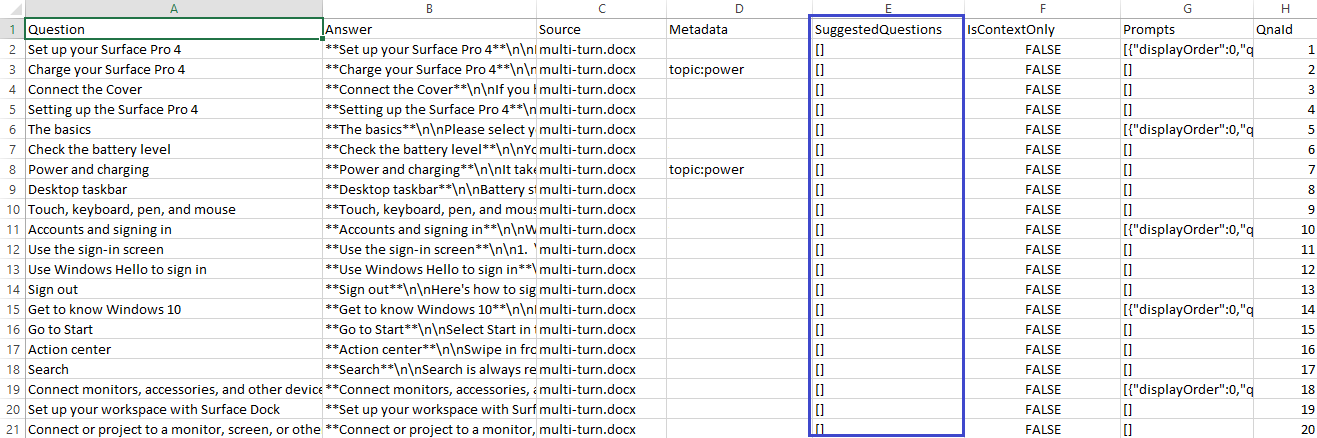 A B C D E F G H
1 Question Answer Source Metadata SuggestedQuestions IsContextOnly Prompts QnaId
2 Set up your Surface Pro 4 **Set up your Surface Pro 4**\n\n multi-turn.docx [] FALSE [{"displayOrder":0,"q 1
3 Charge your Surface Pro 4 **Charge your Surface Pro 4**\n\n multi-turn.docx topic:power [] FALSE [] 2
4 Connect the Cover **Connect the Cover**\n\nIf you multi-turn.docx [] FALSE [] 3
5 Setting up the Surface Pro 4 **Setting up the Surface Pro 4**\n multi-turn.docx [] FALSE [] 4
6 The basics **The basics**\n\nPlease select y multi-turn.docx [] FALSE [{"displayOrder":0,"q 5
7 Check the battery level **Check the battery level**\n\nYo multi-turn.docx [] FALSE [] 6
8 Power and charging **Power and charging**\n\nIt take multi-turn.docx topic:power [] FALSE [] 7
9 Desktop taskbar **Desktop taskbar**\n\nBattery st multi-turn.docx [] FALSE [] 8
10 Touch, keyboard, pen, and mouse **Touch, keyboard, pen, and mous multi-turn.docx [] FALSE [] 9
11 Accounts and signing in **Accounts and signing in**\n\nW multi-turn.docx [] FALSE [{"displayOrder":0,"q 10
12 Use the sign-in screen **Use the sign-in screen**\n\n1. multi-turn.docx [] FALSE [] 11
13 Use Windows Hello to sign in **Use Windows Hello to sign in**\ multi-turn.docx [] FALSE [] 12
14 Sign out **Sign out**\n\nHere's how to sig multi-turn.docx [] FALSE [] 13
15 Get to know Windows 10 **Get to know Windows 10**\n\n multi-turn.docx [] FALSE [{"displayOrder":0,"q 14
16 Go to Start **Go to Start**\n\nSelect Start in multi-turn.docx [] FALSE [] 15
17 Action center **Action center**\n\nSwipe in fro multi-turn.docx [] FALSE [] 16
18 Search **Search**\n\nSearch is always re multi-turn.docx [] FALSE [] 17
19 Connect monitors, accessories, and other device **Connect monitors, accessories, multi-turn.docx [] FALSE [{"displayOrder":0,"q 18
20 Set up your workspace with Surface Dock **Set up your workspace with Surf multi-turn.docx [] FALSE [] 19
21 Connect or project to a monitor, screen, or othe **Connect or project to a monitor, multi-turn.docx [] FALSE [] 20